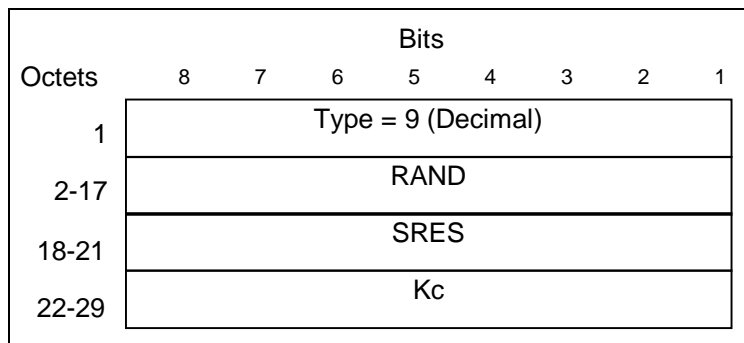 Bits
Octets 8 7 6 5 4 3 2 1
1 Type = 9 (Decimal)
2-17 RAND
18-21 SRES
22-29 Kc